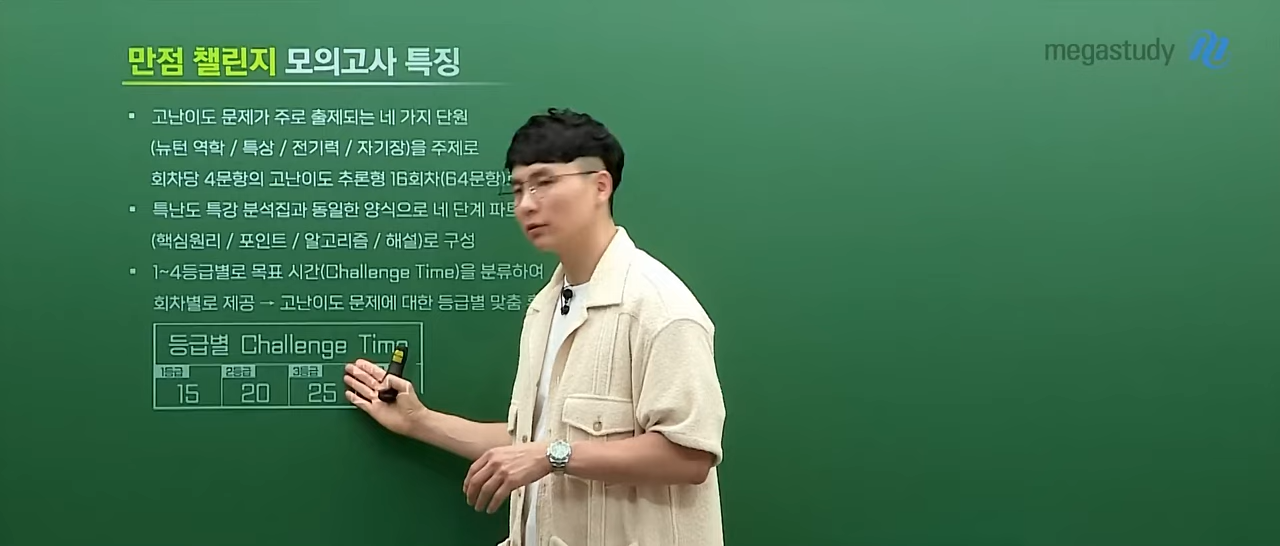 만점 챌린지 모의고사 특징
megastudy
▪ 고난이도 문제가 주로 출제되는 네 가지 단원
(뉴턴 역학 / 특상 / 전기력 / 자기장)을 주제로
회차당 4문항의 고난이도 추론형 16회차(64문항)
▪ 특난도 특강 분석집과 동일한 양식으로 네 단계
(핵심원리 / 포인트 / 알고리즘 / 해설)로 구성
▪ 1~4등급별로 목표 시간(Challenge Time)을 분류하여
회차별로 제공 → 고난이도 문제에 대한 등급별 맞춤
등급별 Challenge Time
1등급 2등급 3등급
15 20 25